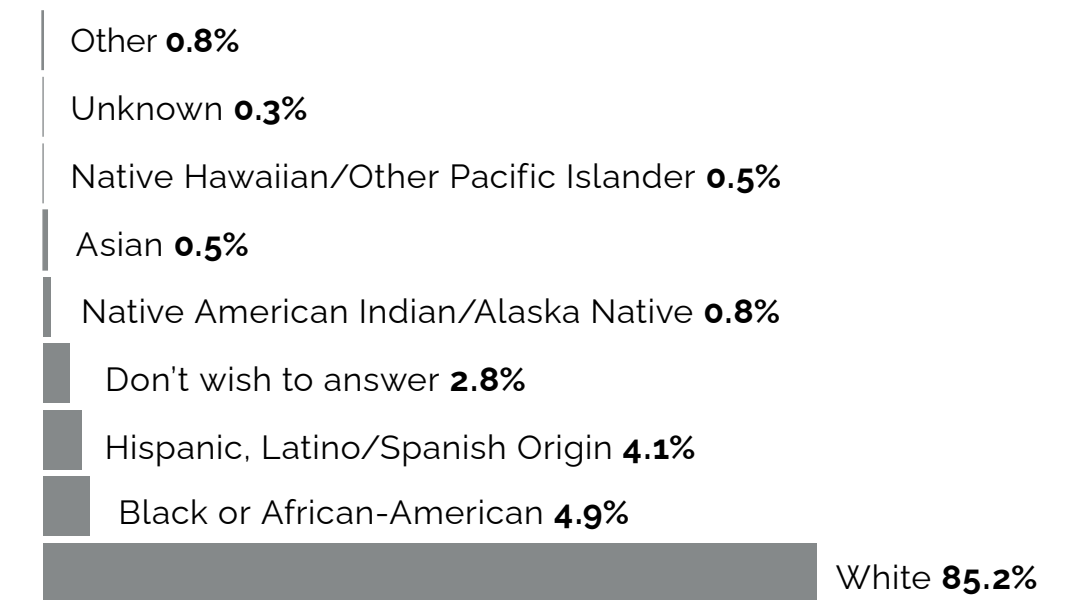 Other 0.8%
Unknown 0.3%
Native Hawaiian/Other Pacific Islander 0.5%
Asian 0.5%
Native American Indian/Alaska Native 0.8%
Don’t wish to answer 2.8%
Hispanic, Latino/Spanish Origin 4.1%
Black or African-American 4.9%
White 85.2%